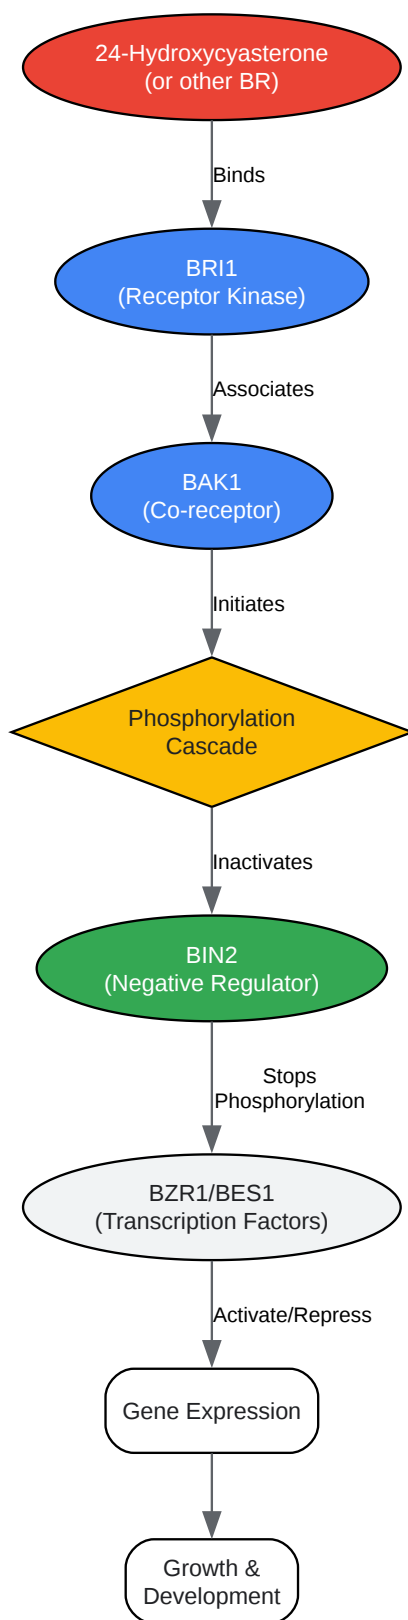 24-Hydroxycyasterone
(or other BR)
Binds
BRI1
(Receptor Kinase)
Associates
BAK1
(Co-receptor)
Initiates
Phosphorylation
Cascade
Inactivates
BIN2
(Negative Regulator)
Stops
Phosphorylation
BZR1/BES1
(Transcription Factors)
Activate/Repress
Gene Expression
Growth &
Development